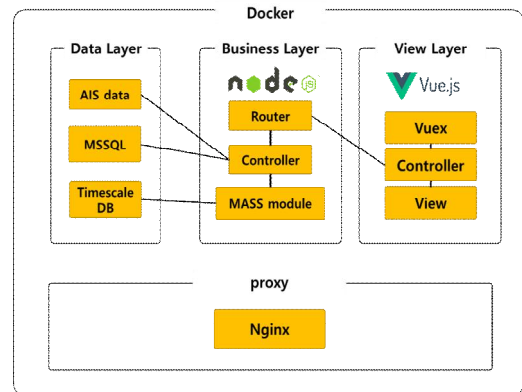 Docker
Data Layer
Business Layer
View Layer
node
JS
Vue.js
AIS data
MSSQL
Timescale
DB
Router
Controller
MASS module
Vuex
Controller
View
proxy
Nginx